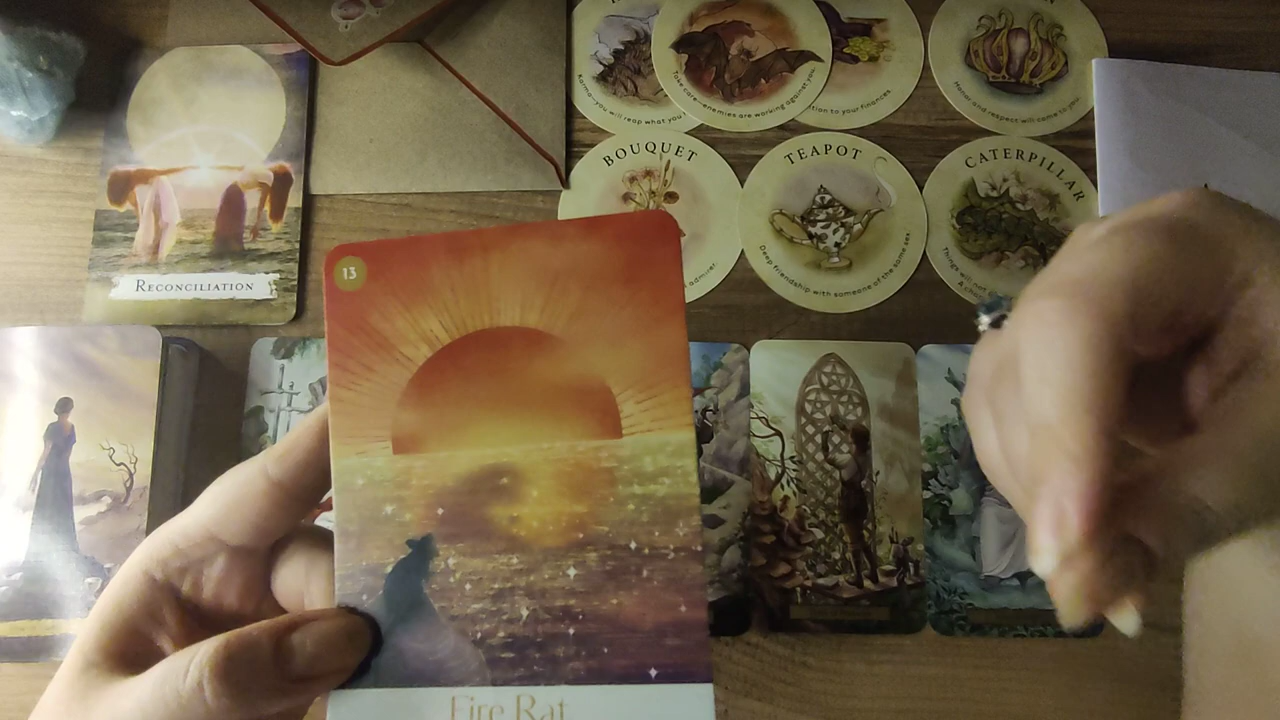 Karma—you will reap what you
Take care—enemies are working against you.
tion to your finances.
Honor and respect will come to you
BOUQUET
admirer.
TEAPOT
Deep friendship with someone of the same sex.
CATERPILLAR
Things will not
RECONCILIATION
13
Fire Rat